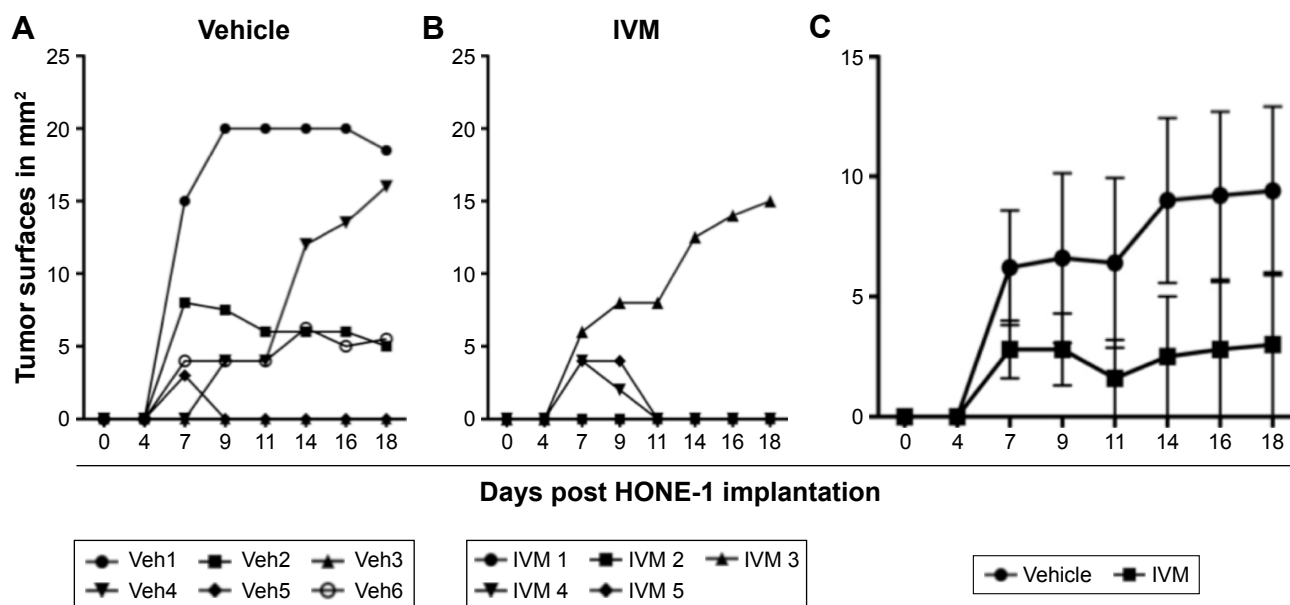 A
Vehicle
B
IVM
C
Tumor surfaces in mm²
25
20
15
10
5
0
0 4 7 9 11 14 16 18
25
20
15
10
5
0
0 4 7 9 11 14 16 18
15
10
5
0
0 4 7 9 11 14 16 18
Days post HONE-1 implantation
Veh1 Veh2 Veh3
Veh4 Veh5 Veh6
IVM 1 IVM 2 IVM 3
IVM 4 IVM 5
Vehicle IVM